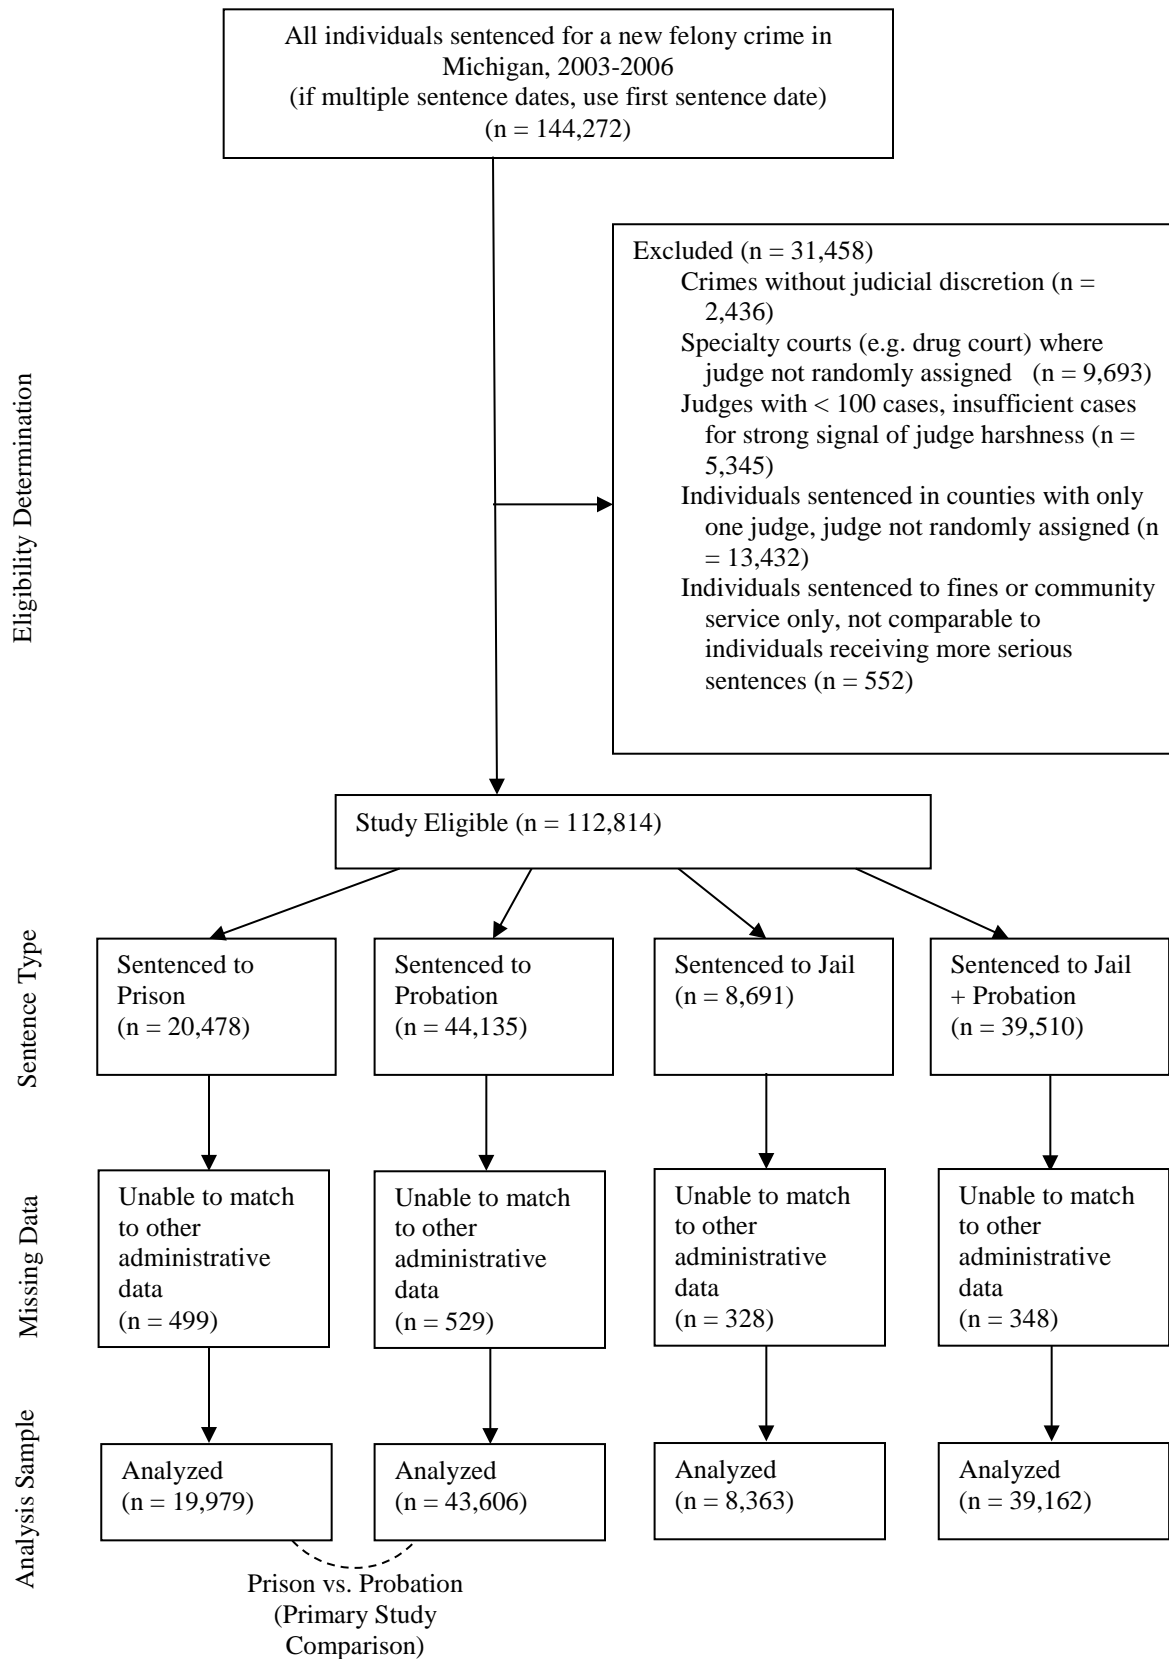 All individuals sentenced for a new felony crime in
Michigan, 2003-2006
(if multiple sentence dates, use first sentence date)
(n = 144,272)
Eligibility Determination
Excluded (n = 31,458)
Crimes without judicial discretion (n =
2,436)
Specialty courts (e.g. drug court) where
judge not randomly assigned (n = 9,693)
Judges with < 100 cases, insufficient cases
for strong signal of judge harshness (n =
5,345)
Individuals sentenced in counties with only
one judge, judge not randomly assigned (n
= 13,432)
Individuals sentenced to fines or community
service only, not comparable to
individuals receiving more serious
sentences (n = 552)
Study Eligible (n = 112,814)
Sentence Type
Sentenced to
Prison
(n = 20,478)
Sentenced to
Probation
(n = 44,135)
Sentenced to Jail
(n = 8,691)
Sentenced to Jail
+ Probation
(n = 39,510)
Missing Data
Unable to match
to other
administrative
data
(n = 499)
Unable to match
to other
administrative
data
(n = 529)
Unable to match
to other
administrative
data
(n = 328)
Unable to match
to other
administrative
data
(n = 348)
Analysis Sample
Analyzed
(n = 19,979)
Analyzed
(n = 43,606)
Analyzed
(n = 8,363)
Analyzed
(n = 39,162)
Prison vs. Probation
(Primary Study
Comparison)